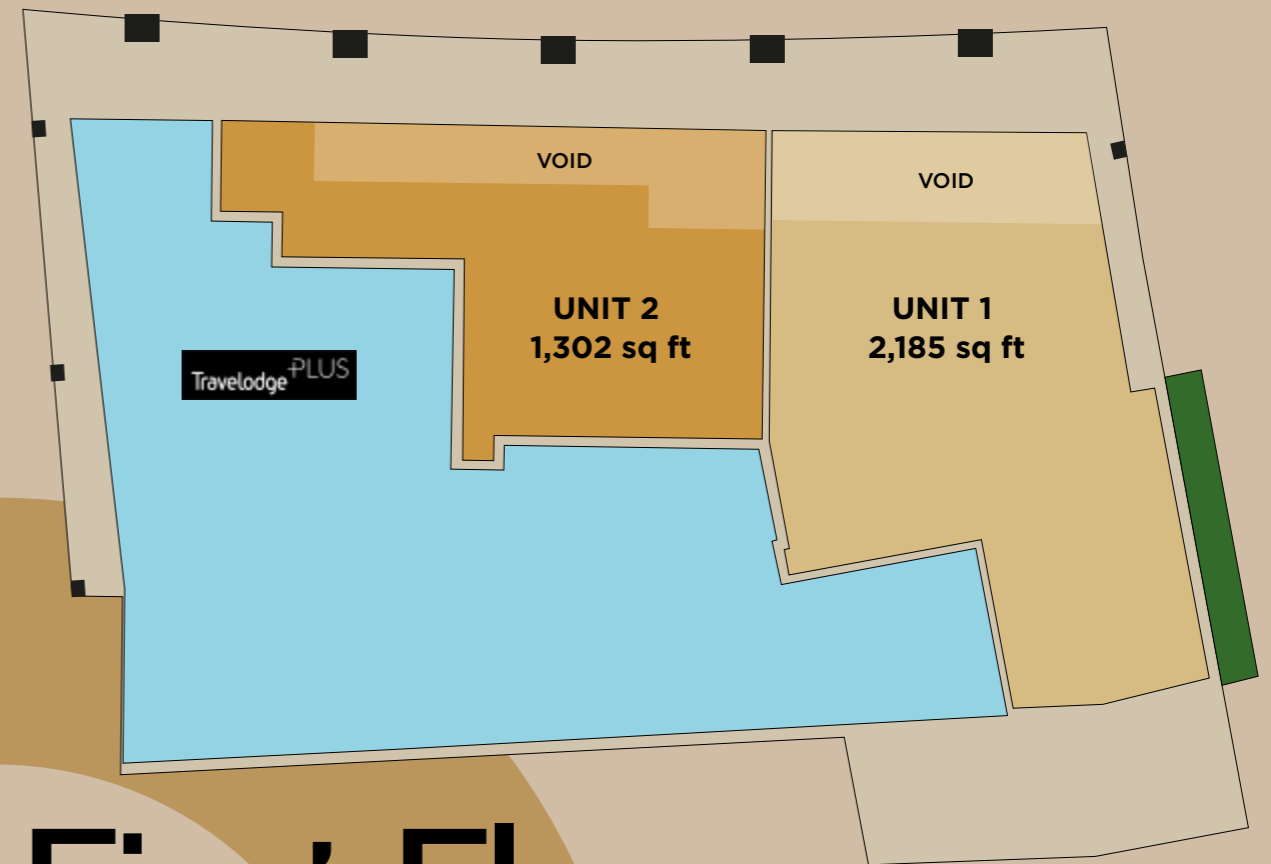 VOID
VOID
UNIT 2
1,302 sq ft
UNIT 1
2,185 sq ft
Travelodge PLUS